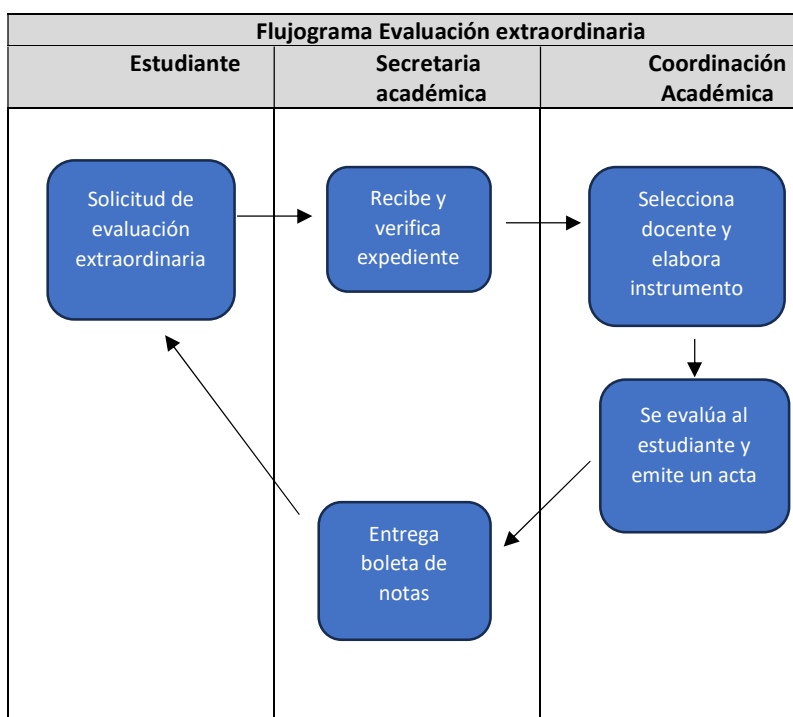 Flujograma Evaluación extraordinaria
Estudiante
Secretaria
académica
Coordinación
Académica
Solicitud de
evaluación
extraordinaria
Recibe y
verifica
expediente
Selecciona
docente y
elabora
instrumento
Se evalúa al
estudiante y
emite un acta
Entrega
boleta de
notas